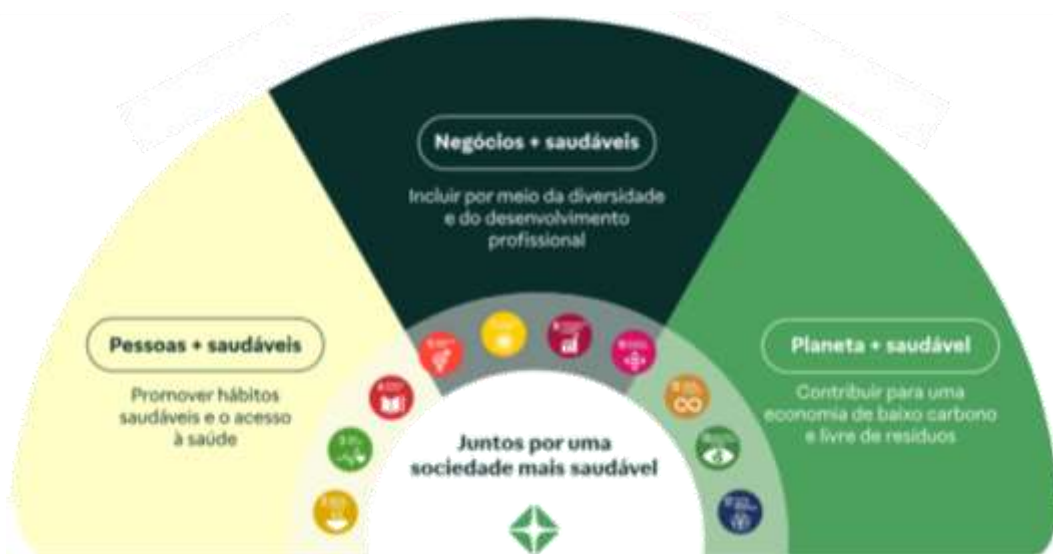 Negócios + saudáveis
Incluir por meio da diversidade
e do desenvolvimento
profissional
Pessoas + saudáveis
Promover hábitos
saudáveis e o acesso
à saúde
Planeta + saudável
Contribuir para uma
economia de baixo carbono
e livre de resíduos
Juntos por uma
sociedade mais saudável